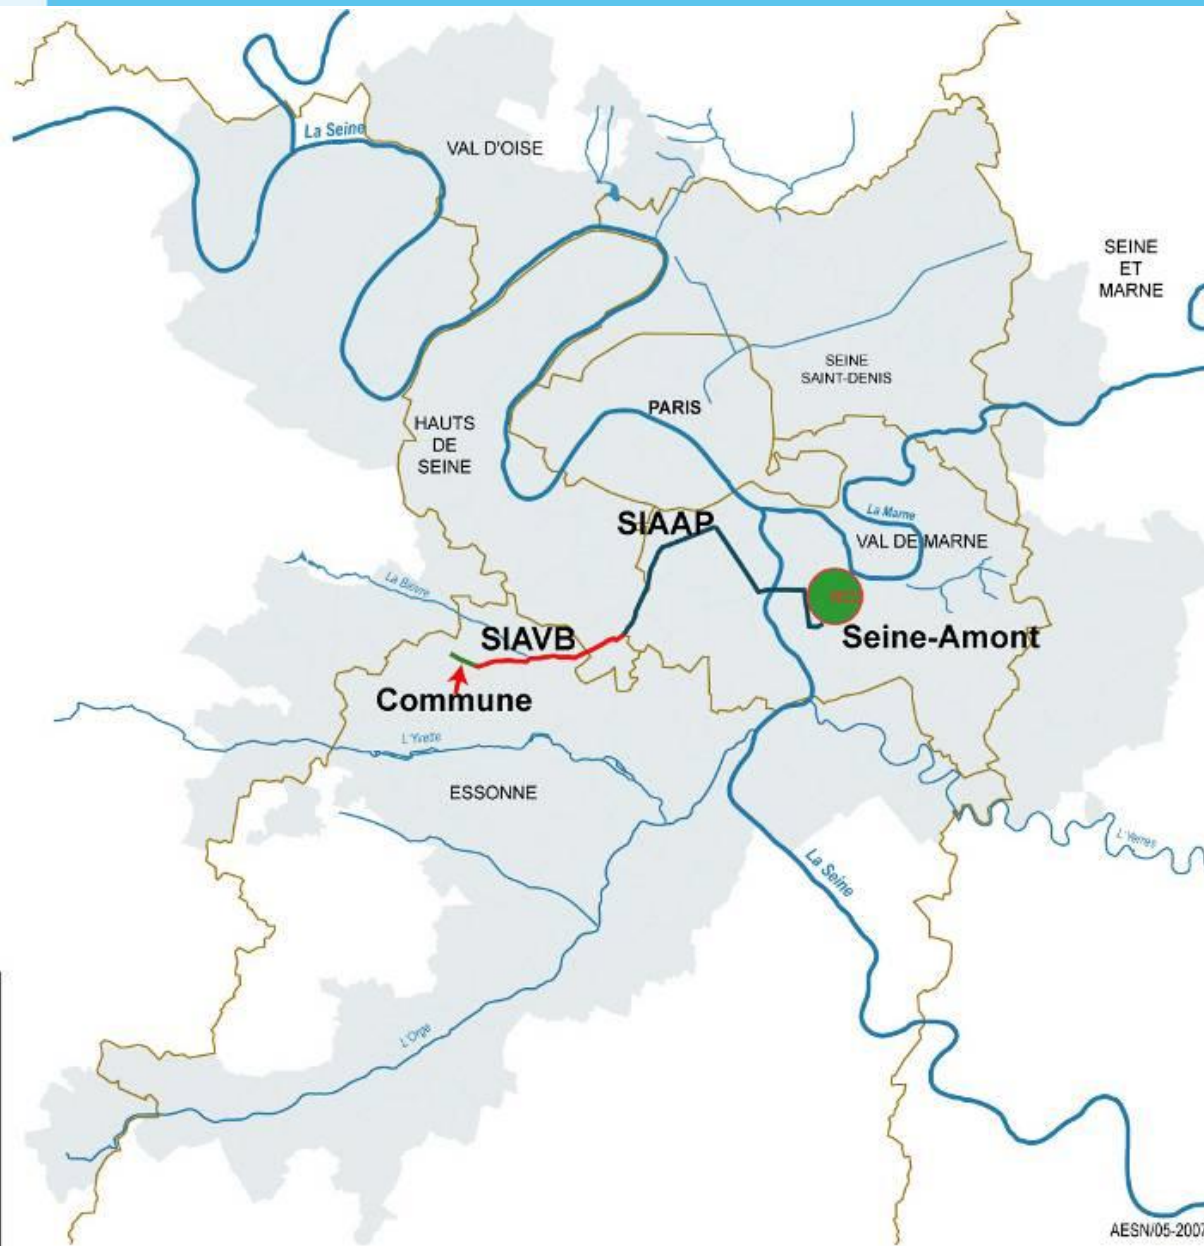 La Seine
VAL D'OISE
SEINE
ET
MARNE
SEINE
SAINT-DENIS
PARIS
HAUTS
DE
SEINE
La Marne
SIAAP
VAL DE MARNE
La Bièvre
SIAVB
Seine-Amont
Commune
L'Yvette
ESSONNE
L'Yerres
La Seine
L'Orge
AESN/05-2007